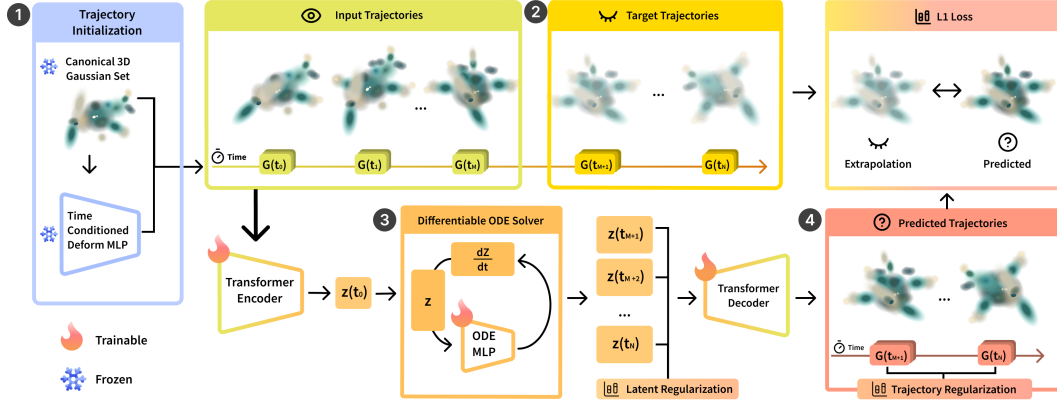 1
Trajectory
Initialization
Canonical 3D
Gaussian Set
Time
Conditioned
Deform MLP
Trainable
Frozen
Input Trajectories
...
Time
G(t₀)
G(t₁)
G(tₘ)
2
Target Trajectories
...
G(tM+1)
G(tN)
L1 Loss
Extrapolation
Predicted
Transformer
Encoder
z(t₀)
3
Differentiable ODE Solver
dZ
dt
z
ODE
MLP
z(tM+1)
z(tM+2)
...
z(tN)
Latent Regularization
Transformer
Decoder
4
Predicted Trajectories
...
Time
G(tM+1)
G(tN)
Trajectory Regularization